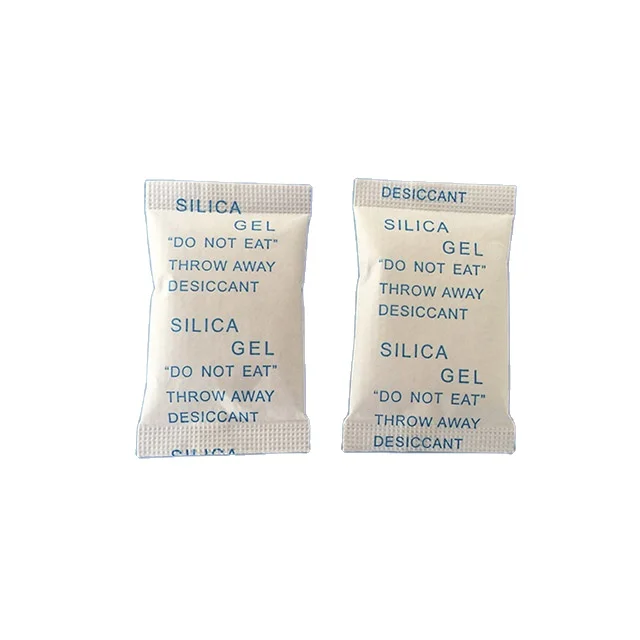 SILICA
GEL
"DO NOT EAT"
THROW AWAY
DESICCANT
SILICA
GEL
"DO NOT EAT"
THROW AWAY
DESICCANT
SILICA
DESICCANT
SILICA
GEL
"DO NOT EAT"
THROW AWAY
DESICCANT
SILICA
GEL
"DO NOT EAT"
THROW AWAY
DESICCANT